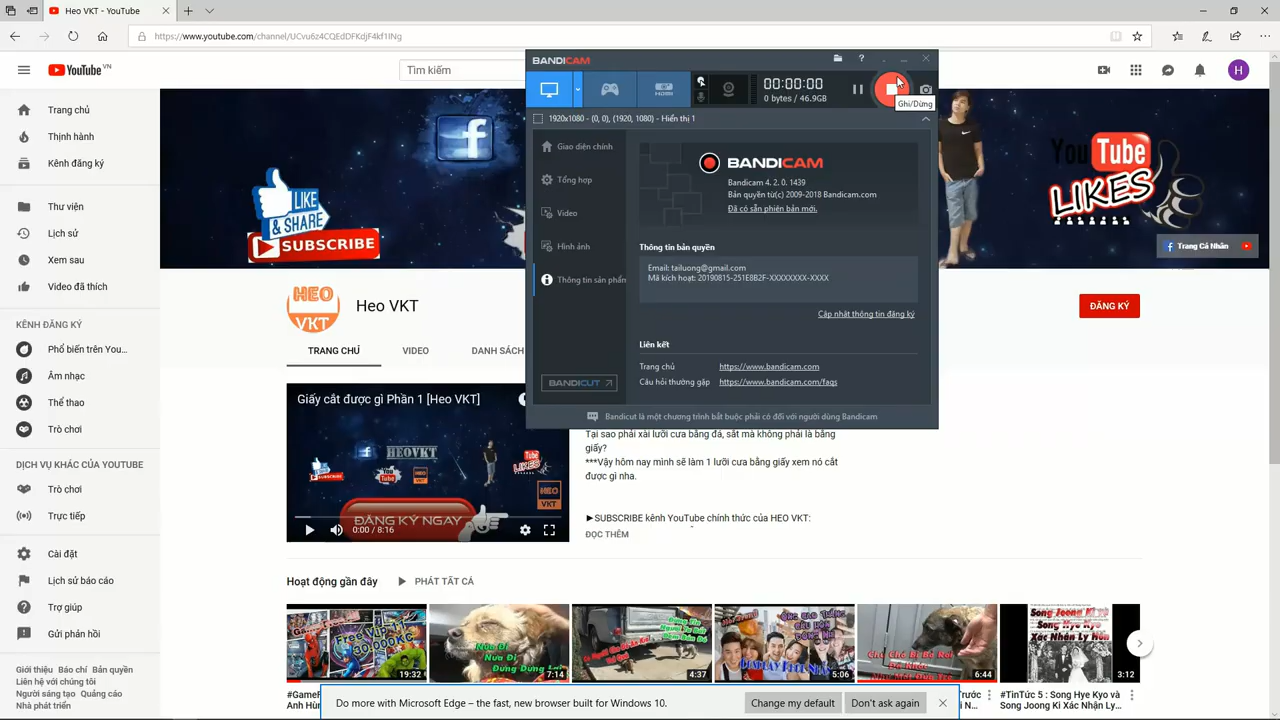 Heo VKT - YouTube
https://www.youtube.com/channel/UCvu6z4CQEdDFKdjF4kf1INg
YouTube VN
Tìm kiếm
H
Trang chủ
Thịnh hành
Kênh đăng ký
Thư viện
Lịch sử
Xem sau
Video đã thích
KÊNH ĐĂNG KÝ
Phổ biến trên You...
Âm nhạc
Thể thao
Trò chơi
DỊCH VỤ KHÁC CỦA YOUTUBE
Trò chơi
Trực tiếp
Cài đặt
Lịch sử báo cáo
Trợ giúp
Gửi phản hồi
Giới thiệu Báo chí Bản quyền
Liên hệ với chúng tôi
Người sáng tạo Quảng cáo
Nhà phát triển
LIKE
& SHARE
SUBSCRIBE
You Tube
LIKES
Trang Cá Nhân
BANDICAM
HDMI
00:00:00
0 bytes / 46.9GB
Ghi/Dừng
1920x1080 - (0, 0), (1920, 1080) - Hiển thị 1
Giao diện chính
Tổng hợp
Video
Hình ảnh
Thông tin sản phẩm
BANDICUT
BANDICAM
Bandicam 4. 2. 0. 1439
Bản quyền từ(c) 2009-2018 Bandicam.com
Đã có sẵn phiên bản mới.
Thông tin bản quyền
Email: tailuong@gmail.com
Mã kích hoạt: 20190815-251E8B2F-XXXXXXXX-XXXX
Cập nhật thông tin đăng ký
Liên kết
Trang chủ https://www.bandicam.com
Câu hỏi thường gặp https://www.bandicam.com/faqs
Bandicut là một chương trình bắt buộc phải có đối với người dùng Bandicam
HEO
VKT
Heo VKT
ĐĂNG KÝ
TRANG CHỦ
VIDEO
DANH SÁCH
Giấy cắt được gì Phần 1 [Heo VKT]
HEOVKT
HEO
VKT
ĐĂNG KÝ NGAY
0:00 / 8:16
Tại sao phải xài lưỡi cưa bằng đá, sắt mà không phải là bằng
giấy?
***Vậy hôm nay mình sẽ làm 1 lưỡi cưa bằng giấy xem nó cắt
được gì nha.
►SUBSCRIBE kênh YouTube chính thức của HEO VKT:
ĐỌC THÊM
Hoạt động gần đây
PHÁT TẤT CẢ
19:32
7:14
4:37
5:06
6:44
Song Joong Ki
Song Hye Kyo
Xác Nhận Ly Hôn
3:12
#TinTức 5 : Song Hye Kyo và
Song Joong Ki Xác Nhận Ly...
Do more with Microsoft Edge – the fast, new browser built for Windows 10.
Change my default
Don't ask again